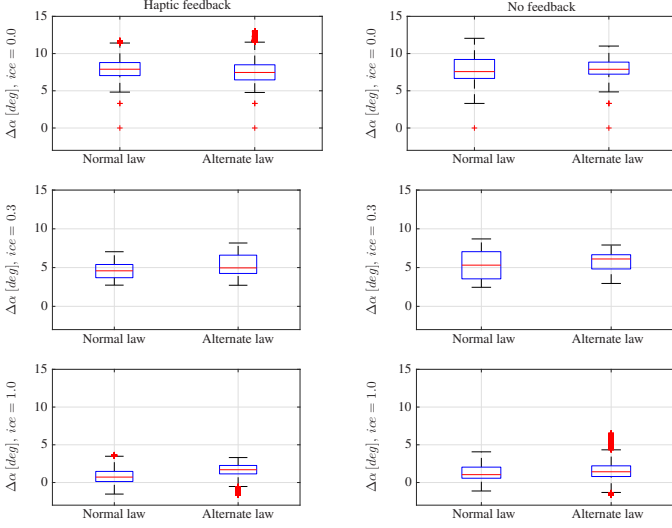 Haptic feedback
No feedback
Δα [deg], ice = 0.0
15
10
5
0
Normal law
Alternate law
Δα [deg], ice = 0.0
15
10
5
0
Normal law
Alternate law
Δα [deg], ice = 0.3
15
10
5
0
Normal law
Alternate law
Δα [deg], ice = 0.3
15
10
5
0
Normal law
Alternate law
Δα [deg], ice = 1.0
15
10
5
0
Normal law
Alternate law
Δα [deg], ice = 1.0
15
10
5
0
Normal law
Alternate law